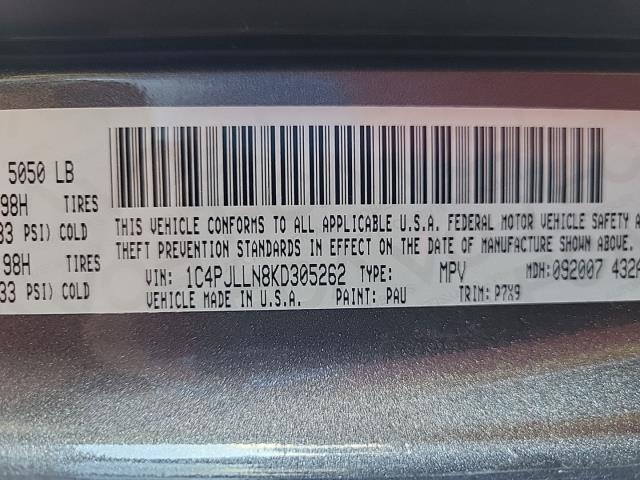 5050 LB
98H TIRES
33 PSI) COLD
98H TIRES
33 PSI) COLD
THIS VEHICLE CONFORMS TO ALL APPLICABLE U.S.A. FEDERAL MOTOR VEHICLE SAFETY A
THEFT PREVENTION STANDARDS IN EFFECT ON THE DATE OF MANUFACTURE SHOWN ABOVE.
VIN: 1C4PJLLN8KD305262 TYPE: MPV MDH: 092007 432
VEHICLE MADE IN U.S.A. PAINT: PAU TRIM: P7X9